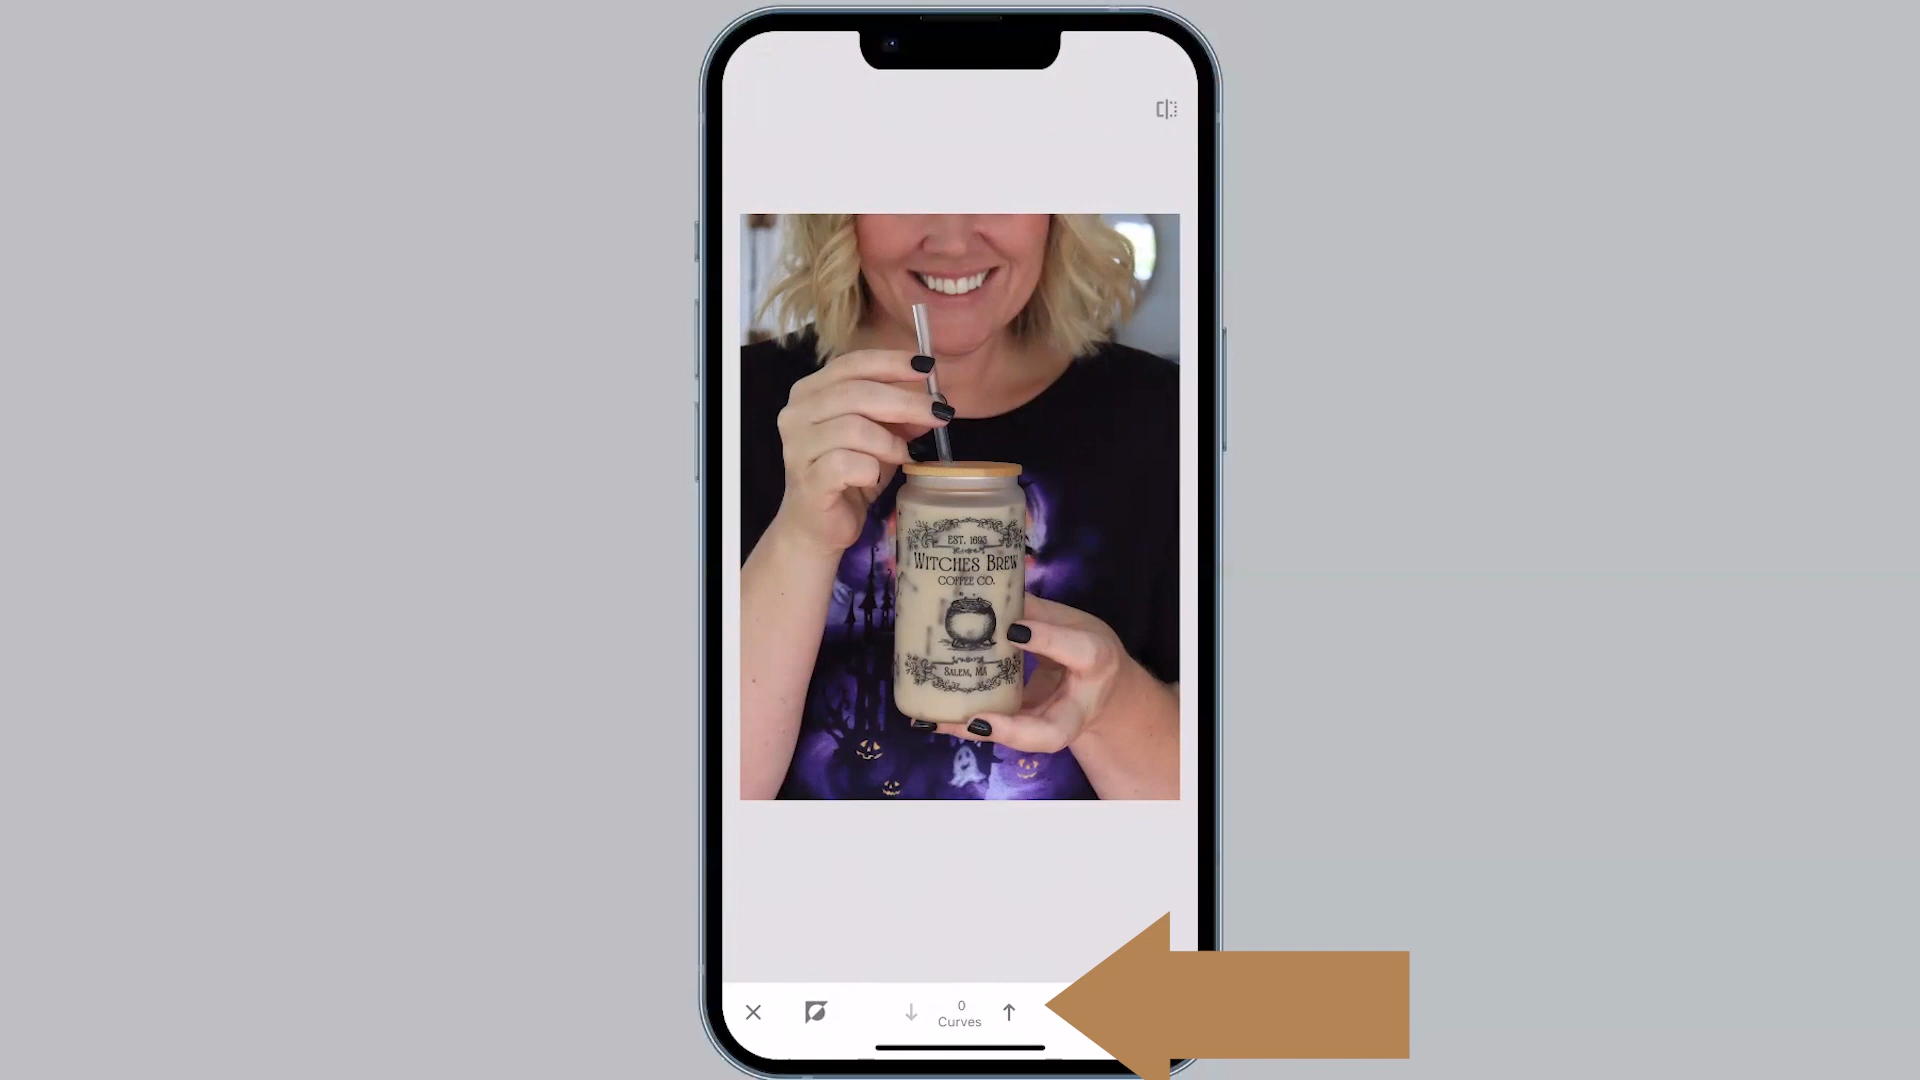 EST. 1693
WITCHES BREW
COFFEE CO.
SALEM, MA
0
Curves